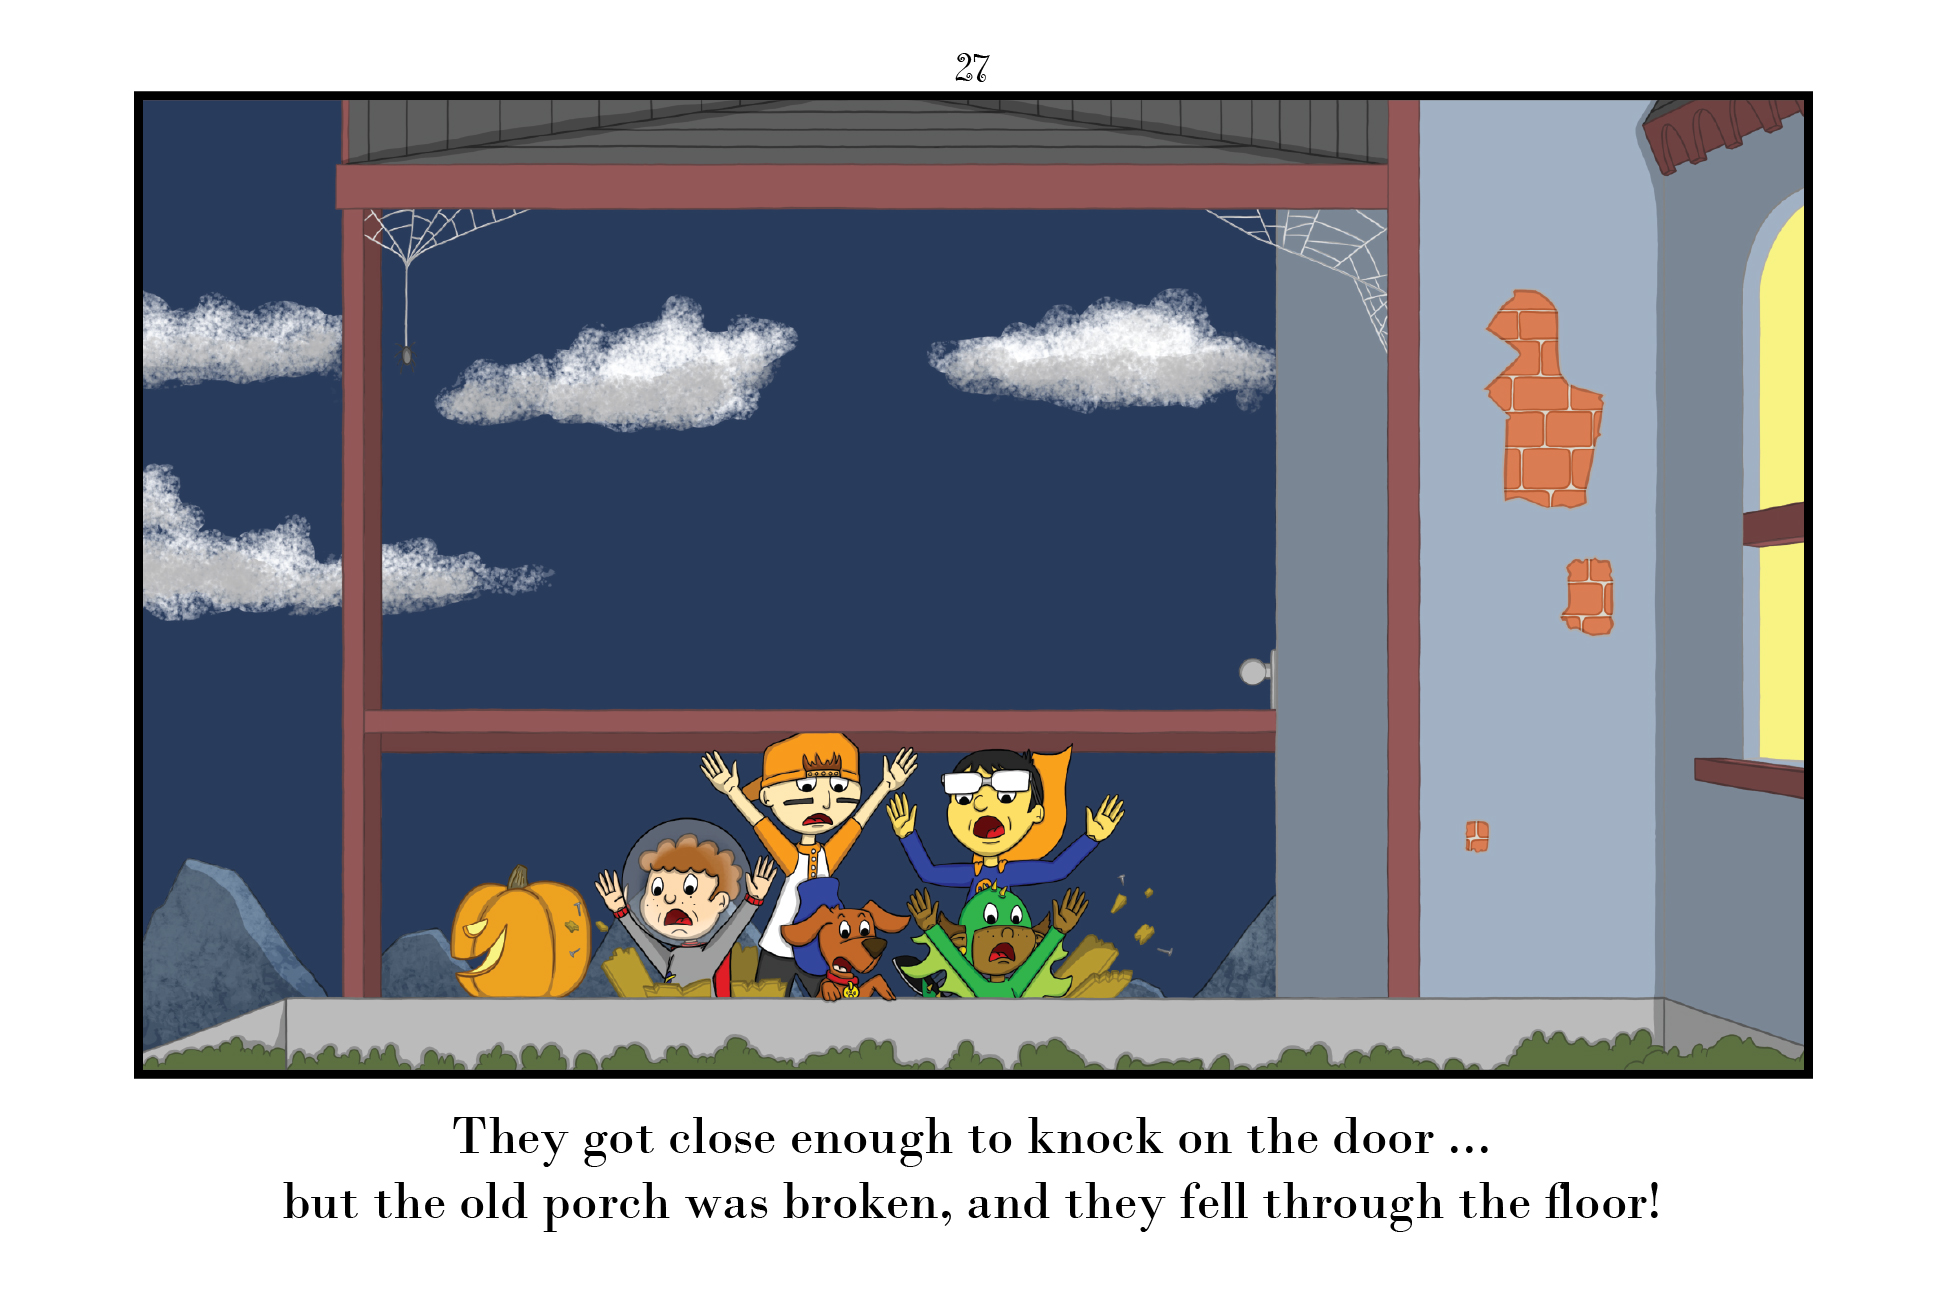 27
They got close enough to knock on the door ...
but the old porch was broken, and they fell through the floor!